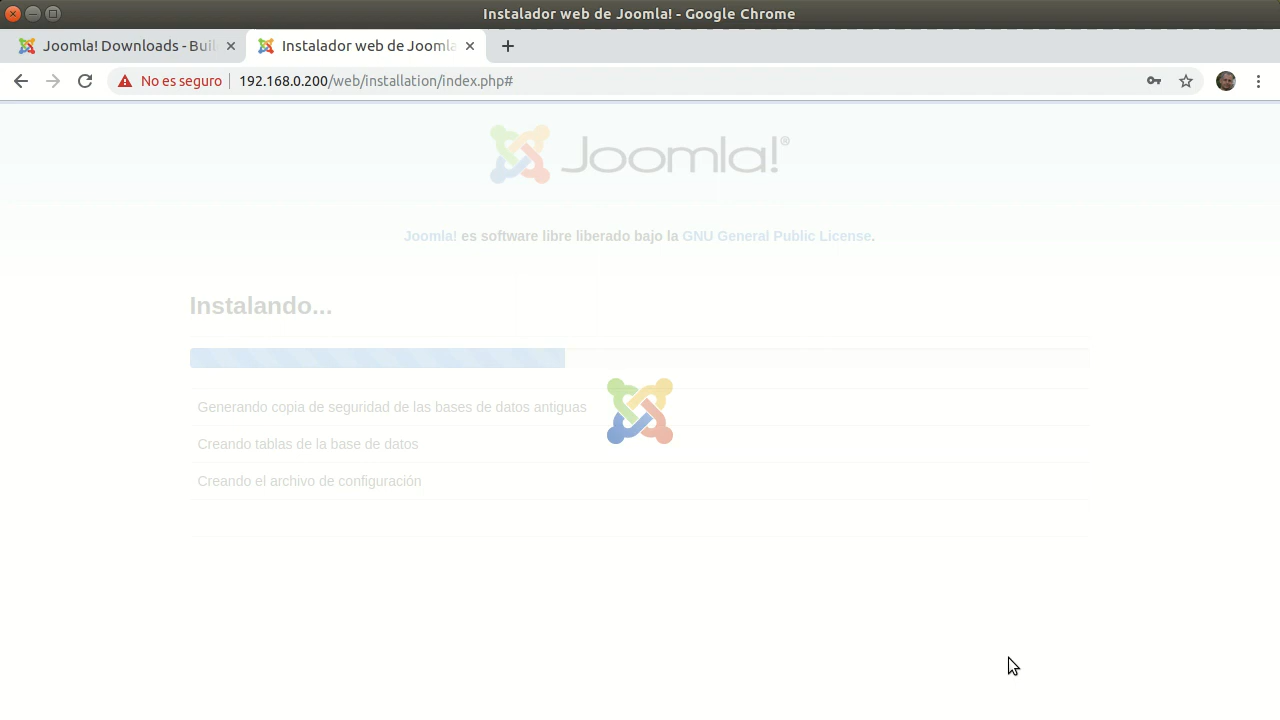 Instalador web de Joomla! - Google Chrome
Joomla! Downloads - Buil
Instalador web de Joomla
No es seguro
192.168.0.200/web/installation/index.php#
Joomla!®
Joomla! es software libre liberado bajo la GNU General Public License.
Instalando...
Generando copia de seguridad de las bases de datos antiguas
Creando tablas de la base de datos
Creando el archivo de configuración